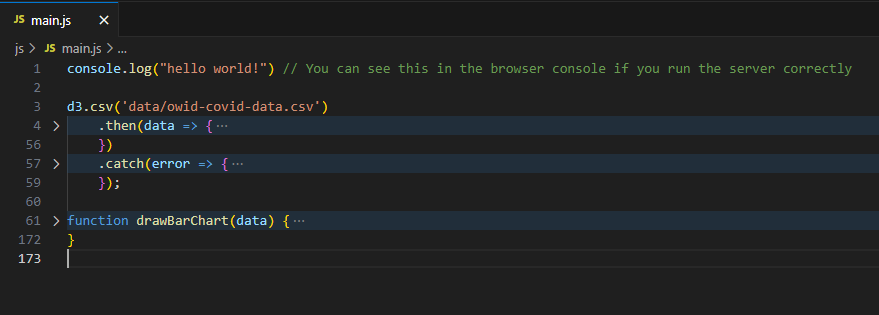 JS main.js ×
js > JS main.js > ...
1 console.log("hello world!") // You can see this in the browser console if you run the server correctly
2
3 d3.csv('data/owid-covid-data.csv')
4 > .then(data => { ...
56 })
57 > .catch(error => { ...
59 });
60
61 > function drawBarChart(data) { ...
172 }
173